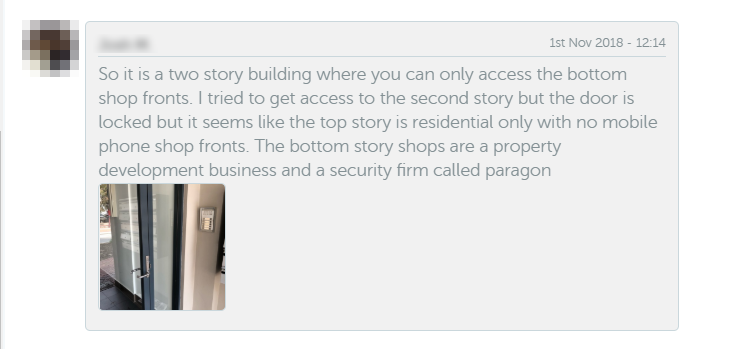 1st Nov 2018 - 12:14
So it is a two story building where you can only access the bottom
shop fronts. I tried to get access to the second story but the door is
locked but it seems like the top story is residential only with no mobile
phone shop fronts. The bottom story shops are a property
development business and a security firm called paragon